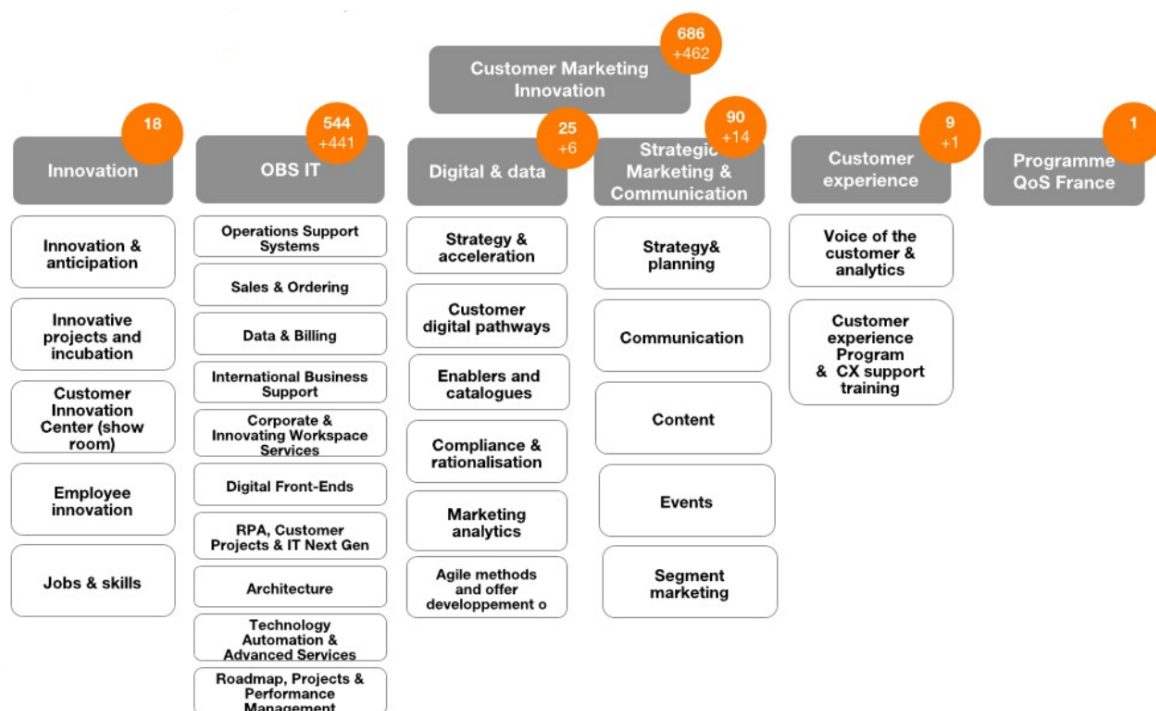 686
+462
Customer Marketing
Innovation
18
Innovation
544
+441
OBS IT
25
+6
Digital & data
90
+14
Strategic
Marketing &
Communication
9
+1
Customer
experience
1
Programme
QoS France
Innovation &
anticipation
Innovative
projects and
incubation
Customer
Innovation
Center (show
room)
Employee
innovation
Jobs & skills
Operations Support
Systems
Sales & Ordering
Data & Billing
International Business
Support
Corporate &
Innovating Workspace
Services
Digital Front-Ends
RPA, Customer
Projects & IT Next Gen
Architecture
Technology
Automation &
Advanced Services
Roadmap, Projects &
Performance
Management
Strategy &
acceleration
Customer
digital pathways
Enablers and
catalogues
Compliance &
rationalisation
Marketing
analytics
Agile methods
and offer
developpement o
Strategy&
planning
Communication
Content
Events
Segment
marketing
Voice of the
customer &
analytics
Customer
experience
Program
& CX support
training